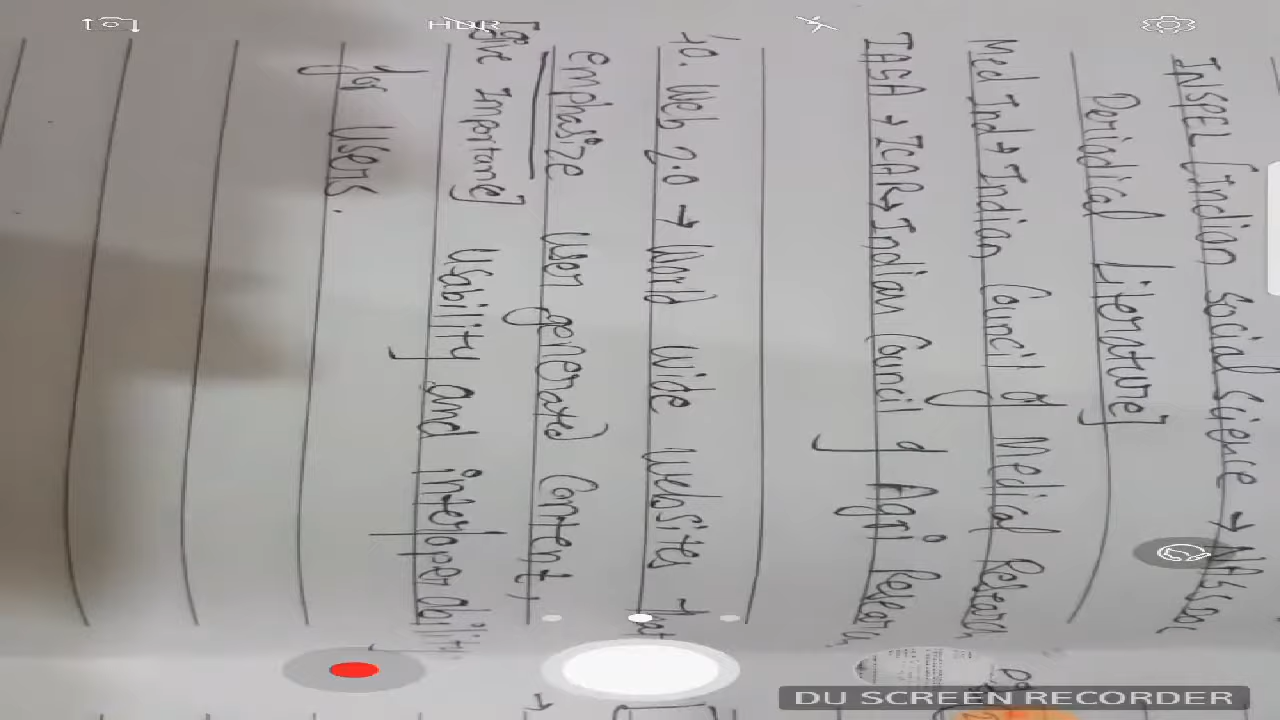 INSPEL [Indian Social Science → NASSDOC
Periodical Literature]
Med Ind → Indian Council of Medical Research
IASA → ICAR → Indian Council of Agri Research
10. Web 2.0 → World Wide Websites → that
emphasize user generated Content,
[give Importance] Usability and interoperability
for Users.
HDR
DU SCREEN RECORDER